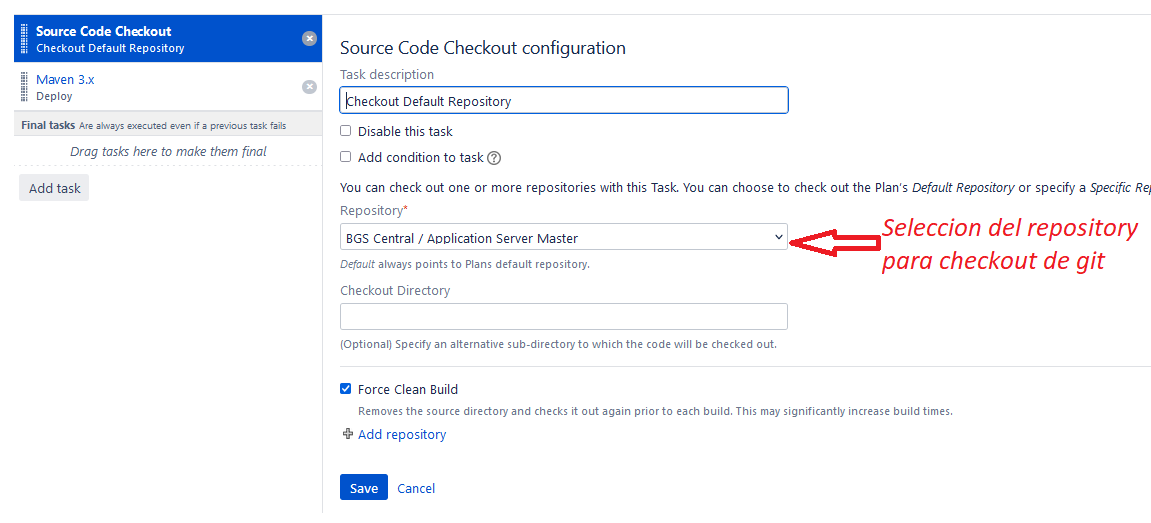 Source Code Checkout
Checkout Default Repository
Maven 3.x
Deploy
Final tasks Are always executed even if a previous task fails
Drag tasks here to make them final
Add task
Source Code Checkout configuration
Task description
Checkout Default Repository
Disable this task
Add condition to task ?
You can check out one or more repositories with this Task. You can choose to check out the Plan's Default Repository or specify a Specific Rep
Repository*
BGS Central / Application Server Master
Default always points to Plans default repository.
Seleccion del repository
para checkout de git
Checkout Directory
(Optional) Specify an alternative sub-directory to which the code will be checked out.
Force Clean Build
Removes the source directory and checks it out again prior to each build. This may significantly increase build times.
Add repository
Save Cancel